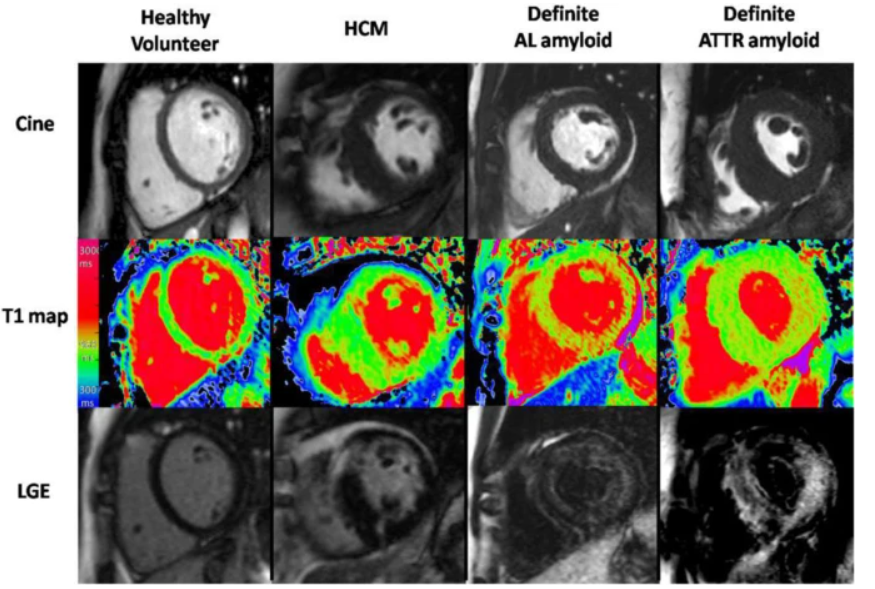 Healthy
Volunteer
HCM
Definite
AL amyloid
Definite
ATTR amyloid
Cine
T1 map
3000
ms
300
ms
LGE